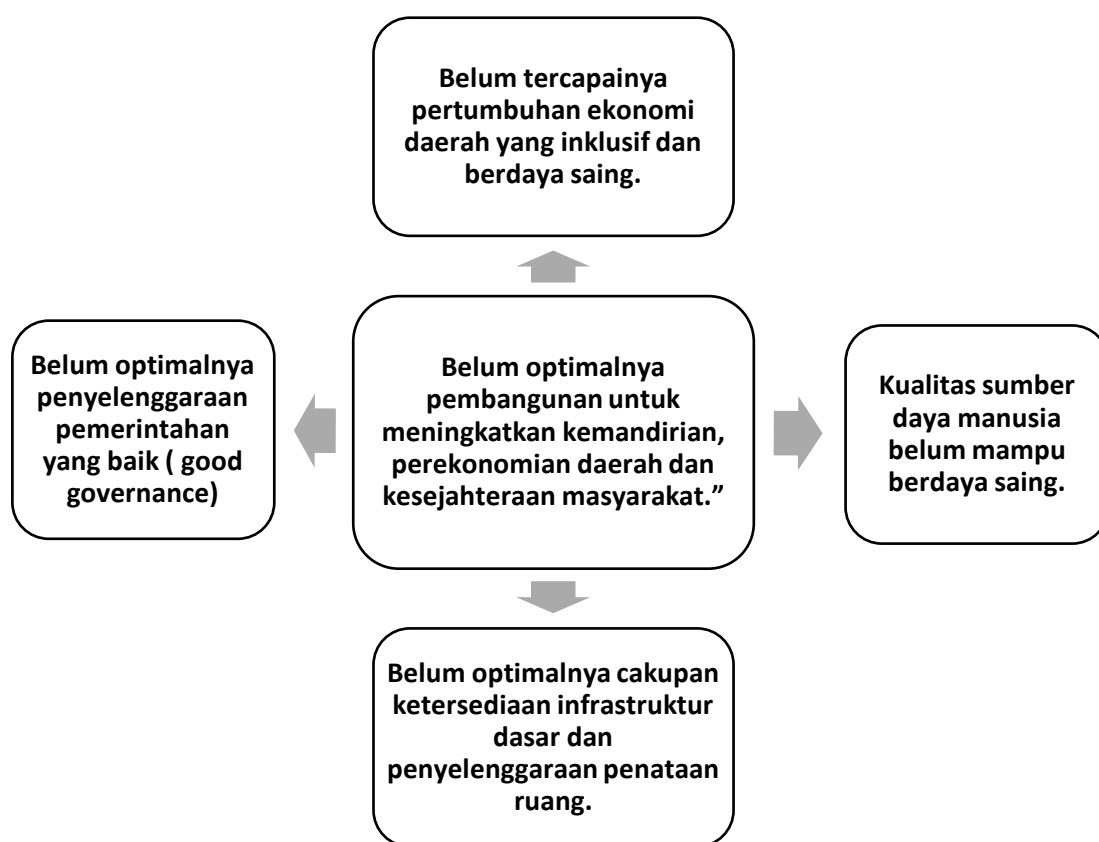 Belum tercapainya
pertumbuhan ekonomi
daerah yang inklusif dan
berdaya saing.
Belum optimalnya
penyelenggaraan
pemerintahan
yang baik ( good
governance)
Belum optimalnya
pembangunan untuk
meningkatkan kemandirian,
perekonomian daerah dan
kesejahteraan masyarakat.”
Kualitas sumber
daya manusia
belum mampu
berdaya saing.
Belum optimalnya cakupan
ketersediaan infrastruktur
dasar dan
penyelenggaraan penataan
ruang.